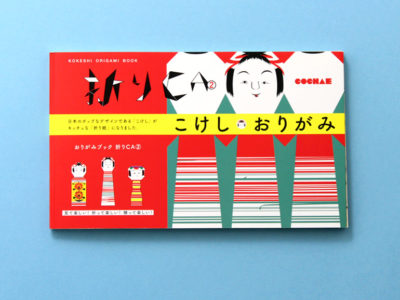 KOKESHI ORIGAMI BOOK
折りCA②
COCHAE
日本のポップなデザインである「こけし」が
キッチュな「折り紙」になりました
こけし おりがみ
おりがみブック 折りCA②
見て楽しい！折って楽しい！飾って楽しい！